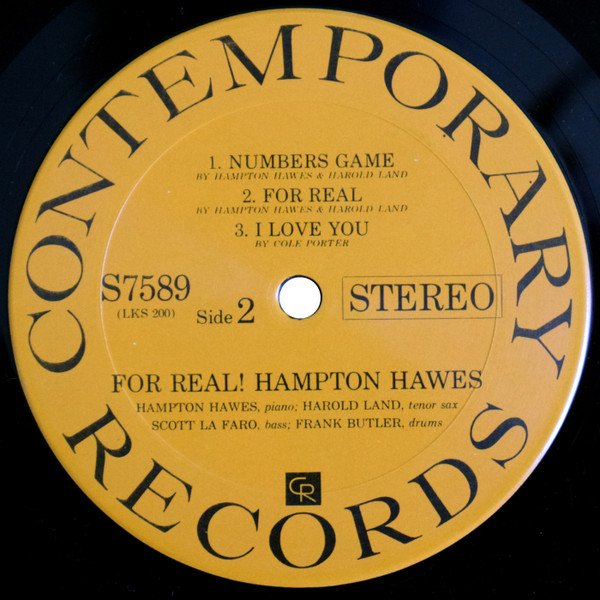 CONTEMPORARY
1. NUMBERS GAME
BY HAMPTON HAWES & HAROLD LAND
2. FOR REAL
BY HAMPTON HAWES & HAROLD LAND
3. I LOVE YOU
BY COLE PORTER
S7589
(LKS 200)
Side 2
STEREO
FOR REAL! HAMPTON HAWES
HAMPTON HAWES, piano; HAROLD LAND, tenor sax
SCOTT LA FARO, bass; FRANK BUTLER, drums
CR
RECORDS